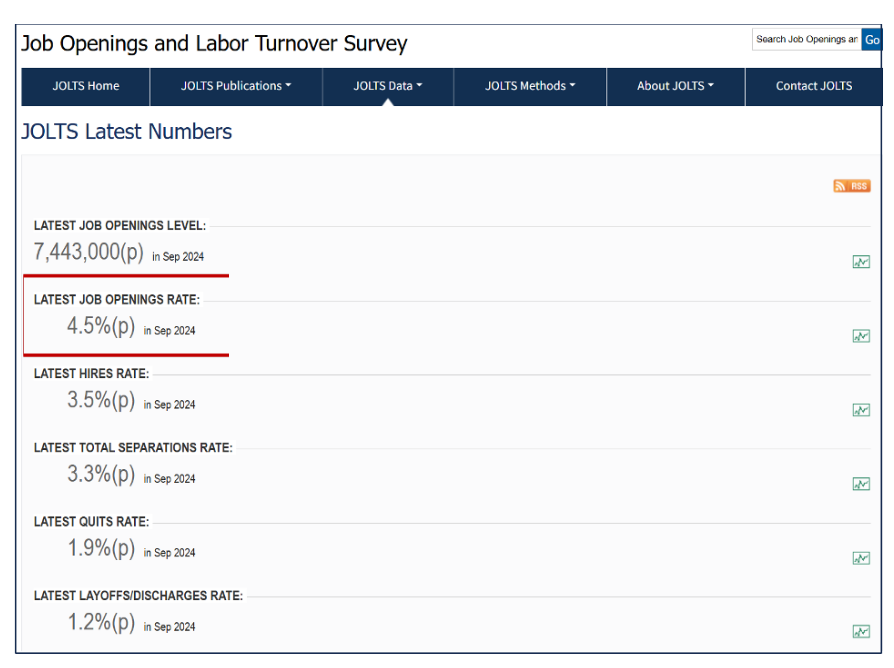 Job Openings and Labor Turnover Survey
Search Job Openings ar Go
JOLTS Home JOLTS Publications JOLTS Data JOLTS Methods About JOLTS Contact JOLTS
JOLTS Latest Numbers
RSS
LATEST JOB OPENINGS LEVEL:
7,443,000(p) in Sep 2024
LATEST JOB OPENINGS RATE:
4.5%(p) in Sep 2024
LATEST HIRES RATE:
3.5%(p) in Sep 2024
LATEST TOTAL SEPARATIONS RATE:
3.3%(p) in Sep 2024
LATEST QUITS RATE:
1.9%(p) in Sep 2024
LATEST LAYOFFS/DISCHARGES RATE:
1.2%(p) in Sep 2024